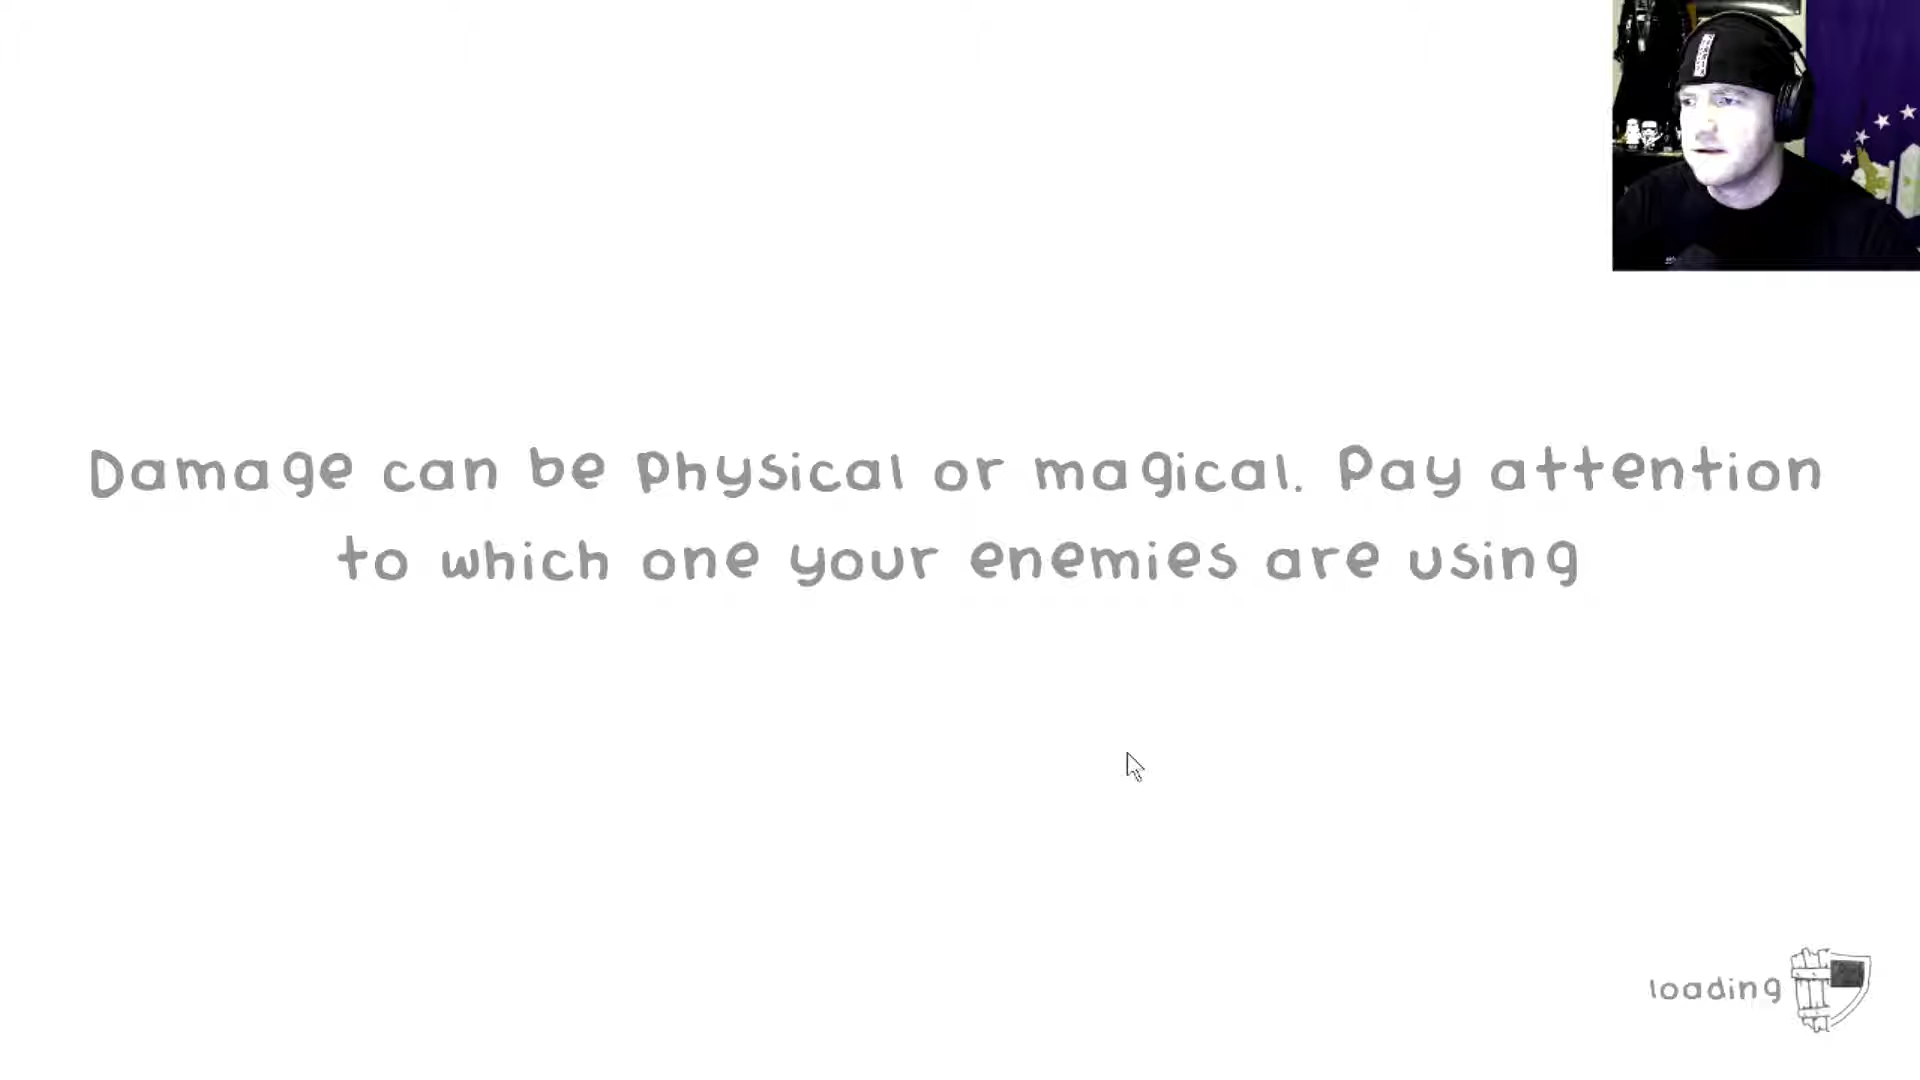 Damage can be physical or magical. Pay attention
to which one your enemies are using
loading